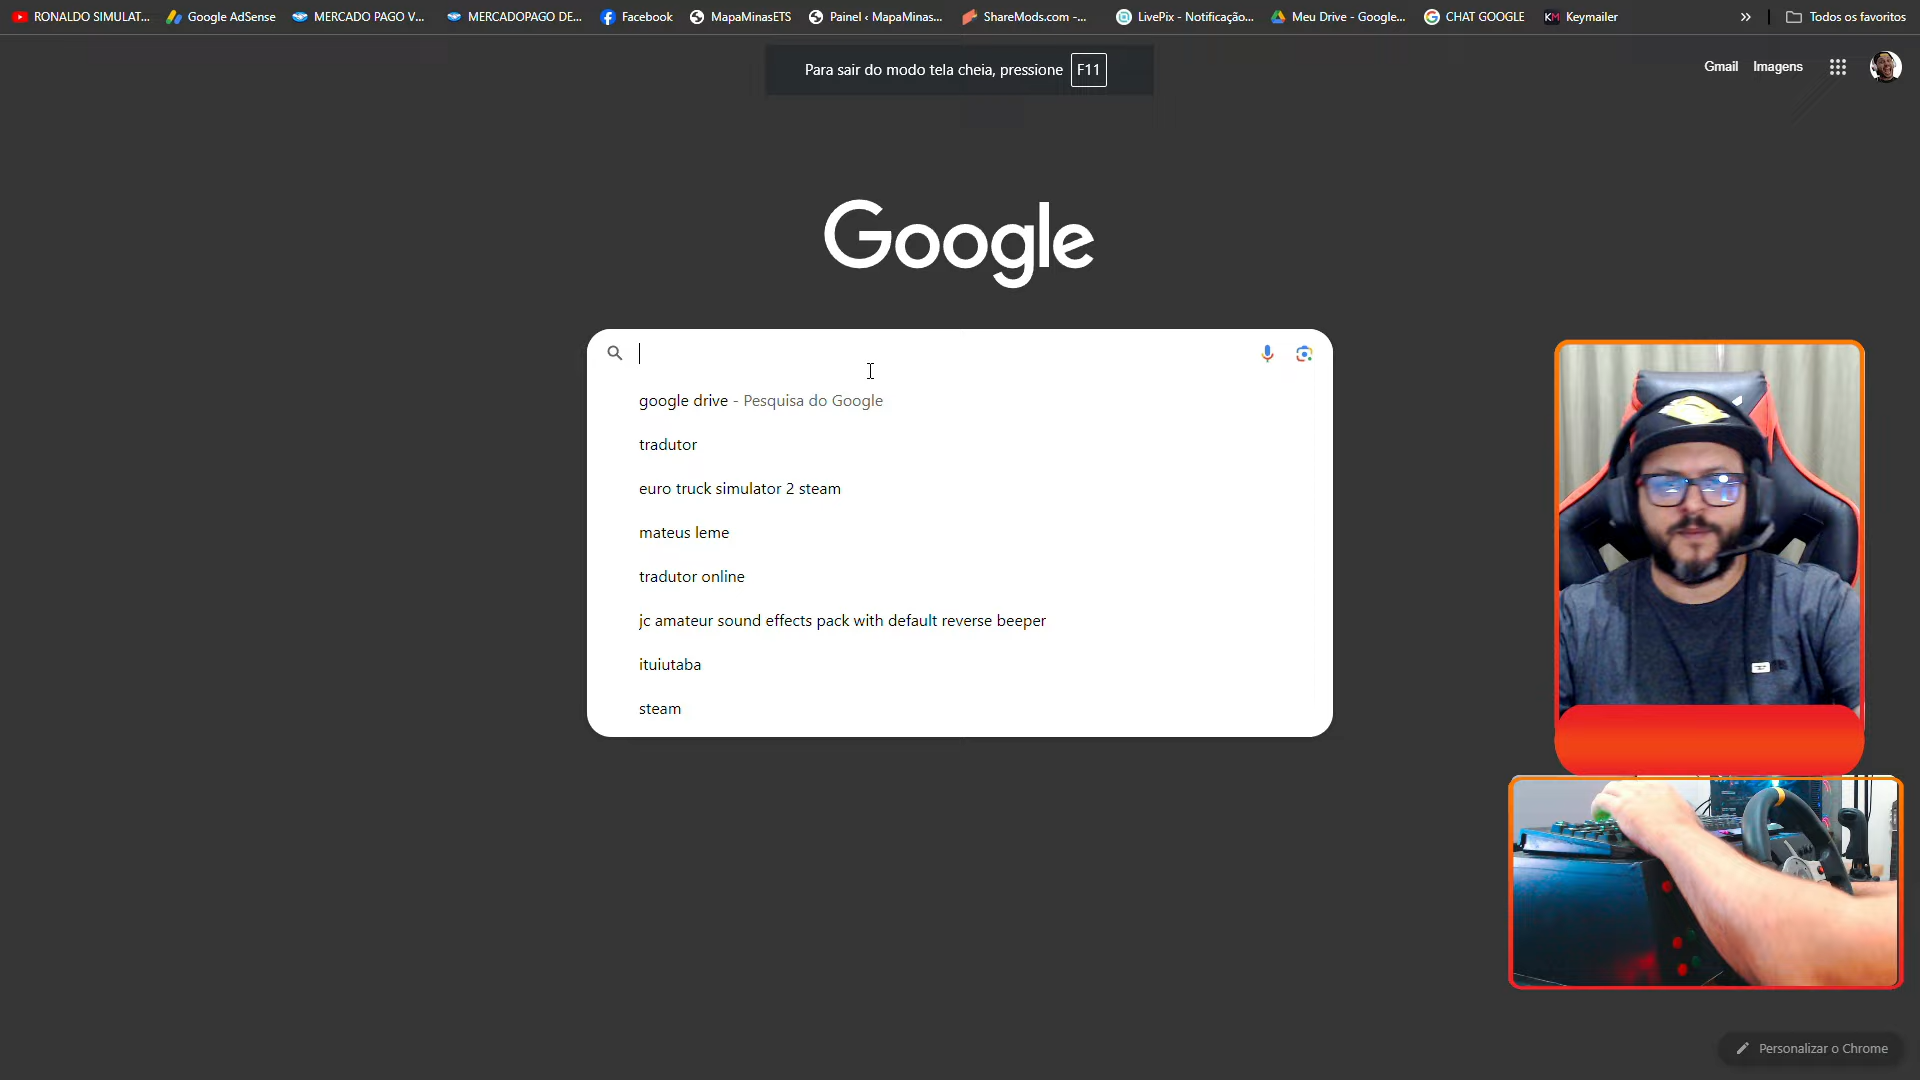 RONALDO SIMULAT...
Google AdSense
MERCADO PAGO V...
MERCADOPAGO DE...
Facebook
MapaMinasETS
Painel ‹ MapaMinas...
ShareMods.com -...
LivePix - Notificação...
Meu Drive - Google...
CHAT GOOGLE
KM Keymailer
» Todos os favoritos
Para sair do modo tela cheia, pressione F11
Gmail Imagens
Google
google drive - Pesquisa do Google
tradutor
euro truck simulator 2 steam
mateus leme
tradutor online
jc amateur sound effects pack with default reverse beeper
ituiutaba
steam
Personalizar o Chrome